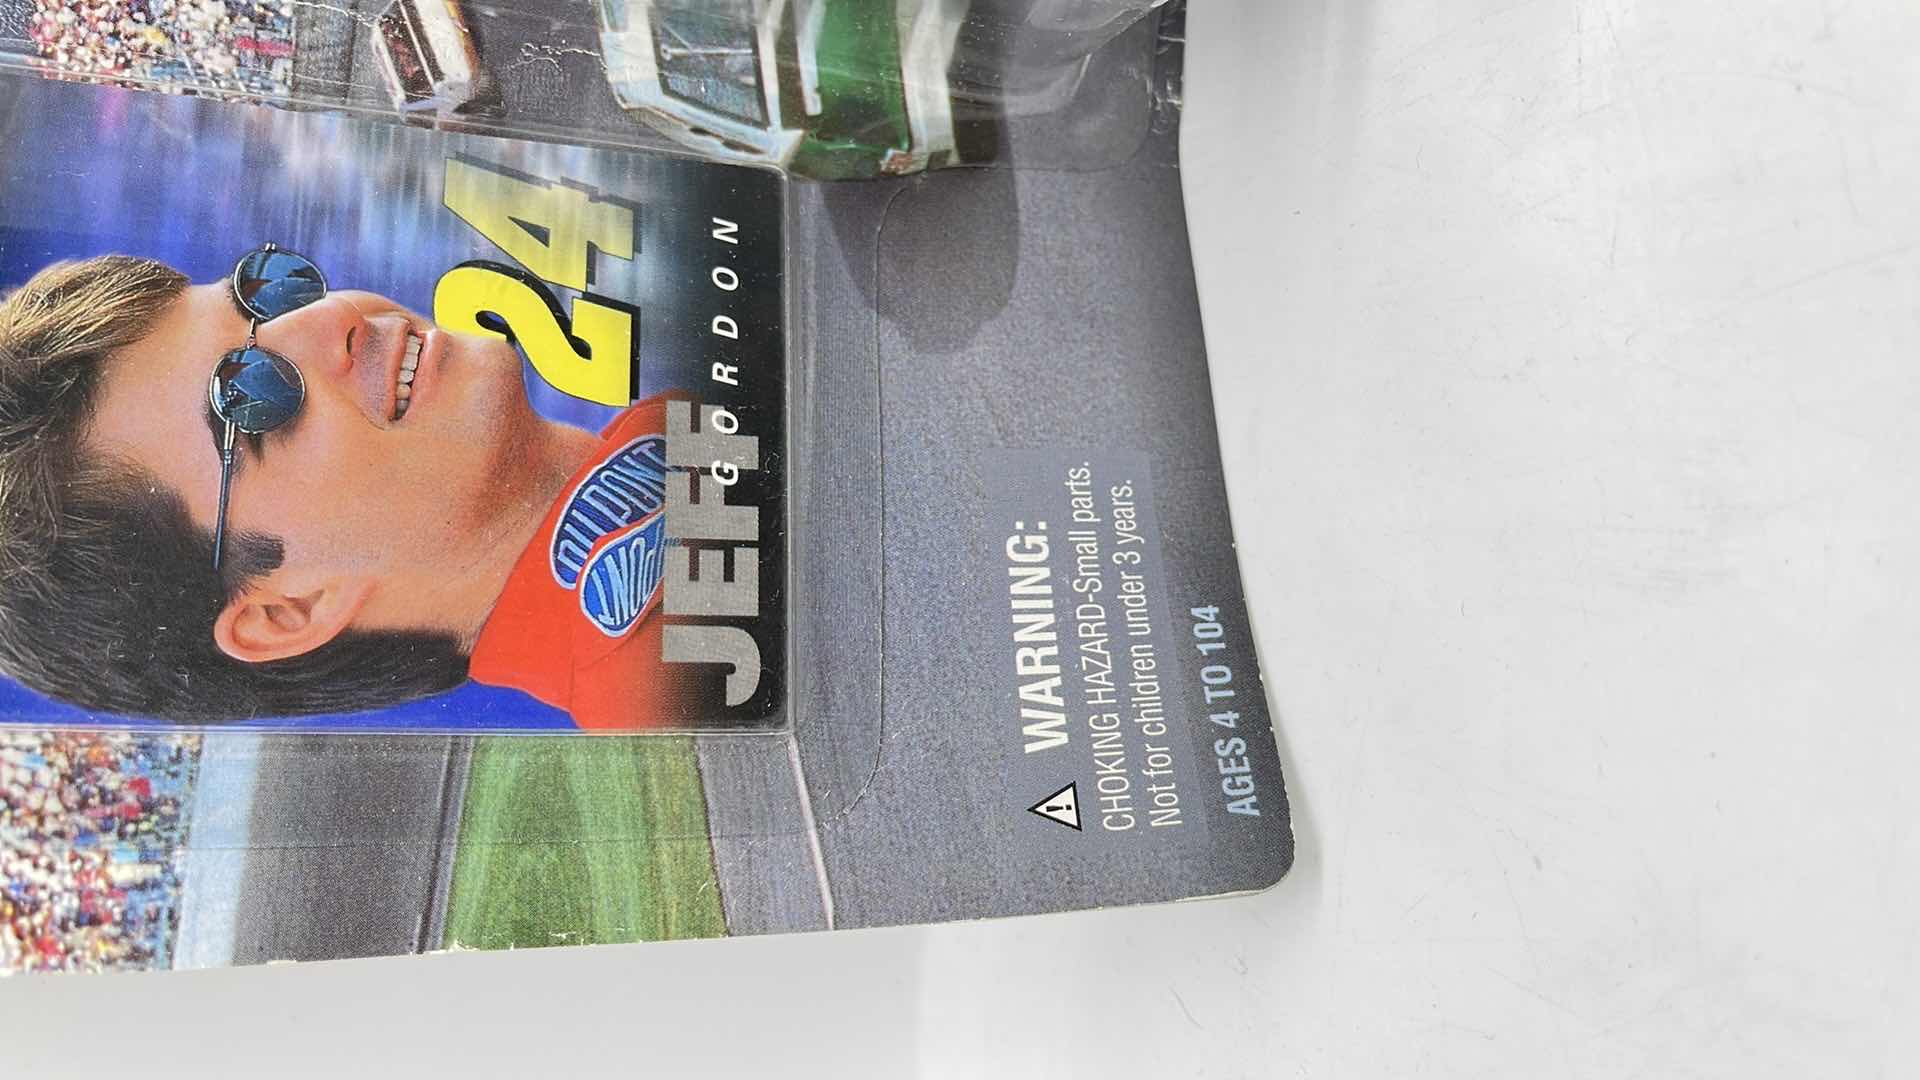 24
JEFF
GORDON
DUPONT
DUPONT
WARNING:
CHOKING HAZARD-Small parts.
Not for children under 3 years.
AGES 4 TO 104